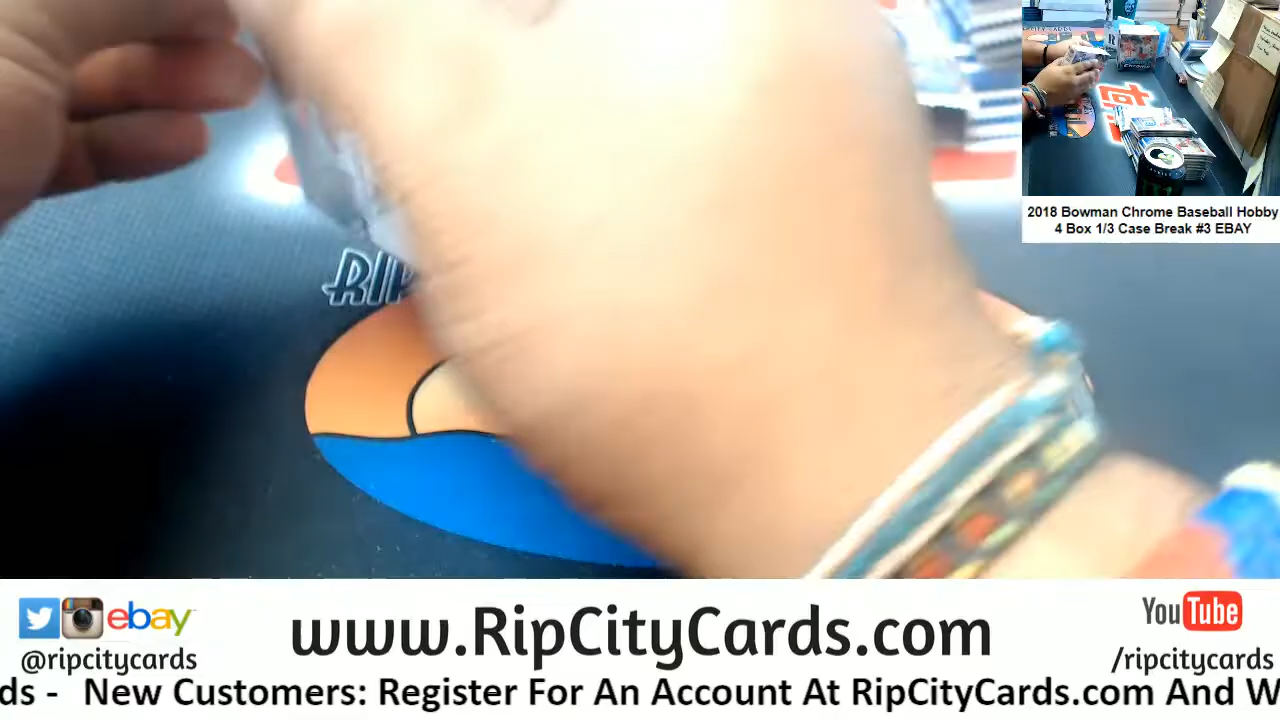 RIP
2018 Bowman Chrome Baseball Hobby
4 Box 1/3 Case Break #3 EBAY
ebay
@ripcitycards
www.RipCityCards.com
YouTube
/ripcitycards
ds - New Customers: Register For An Account At RipCityCards.com And W